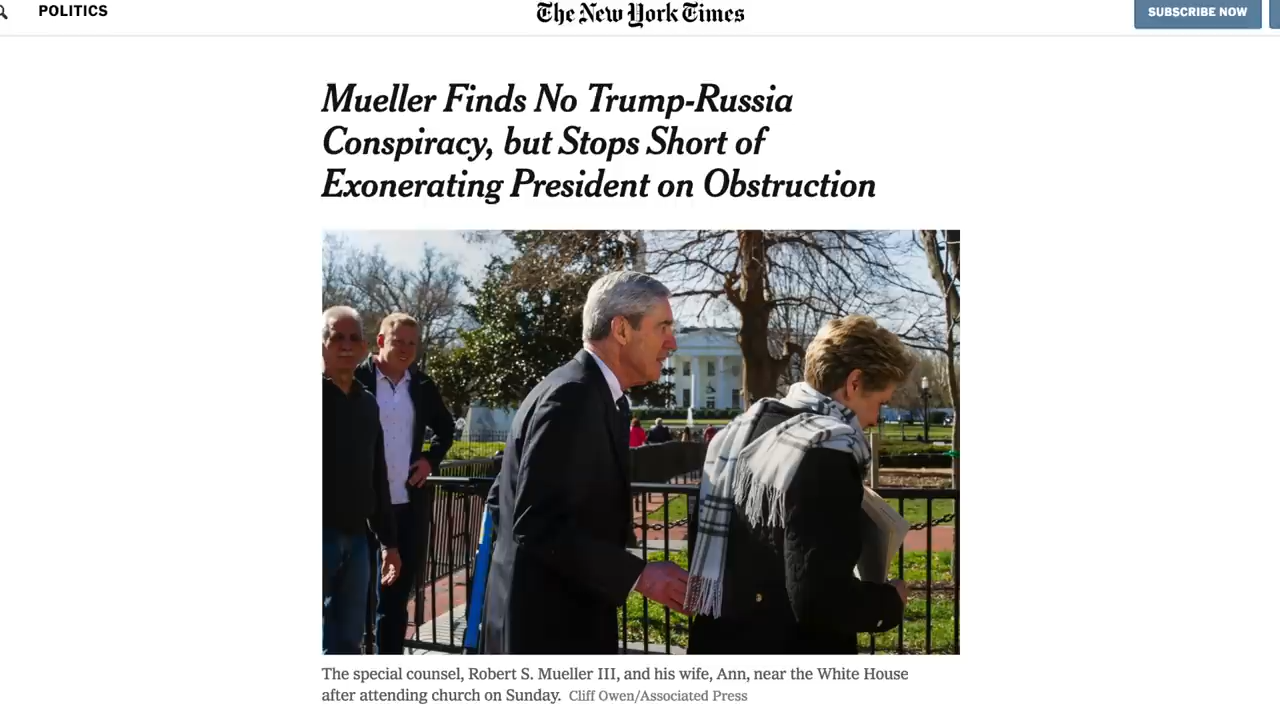 POLITICS
The New York Times
SUBSCRIBE NOW
Mueller Finds No Trump-Russia
Conspiracy, but Stops Short of
Exonerating President on Obstruction
The special counsel, Robert S. Mueller III, and his wife, Ann, near the White House
after attending church on Sunday. Cliff Owen/Associated Press